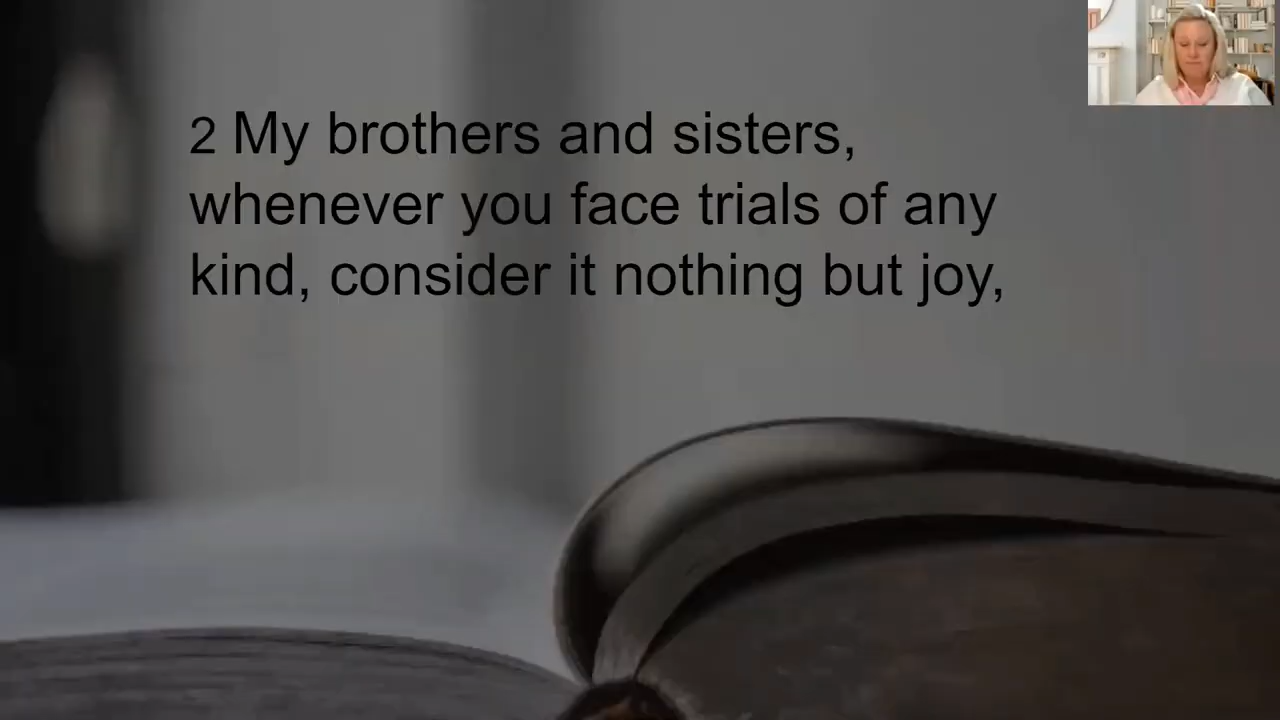 2 My brothers and sisters,
whenever you face trials of any
kind, consider it nothing but joy,